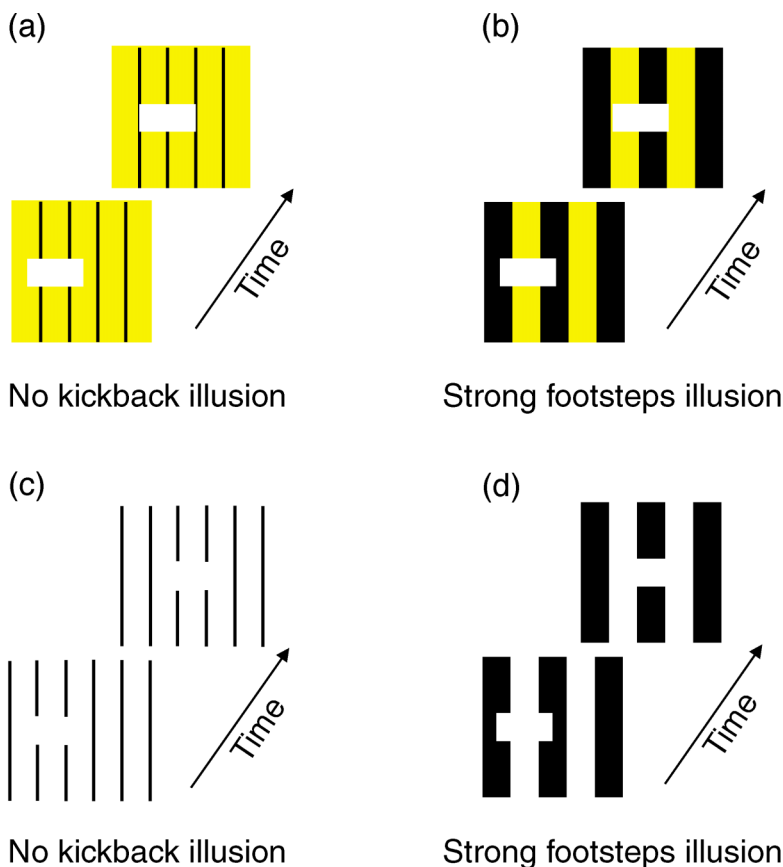 (a)
(b)
Time
Time
No kickback illusion
Strong footsteps illusion
(c)
(d)
Time
Time
No kickback illusion
Strong footsteps illusion